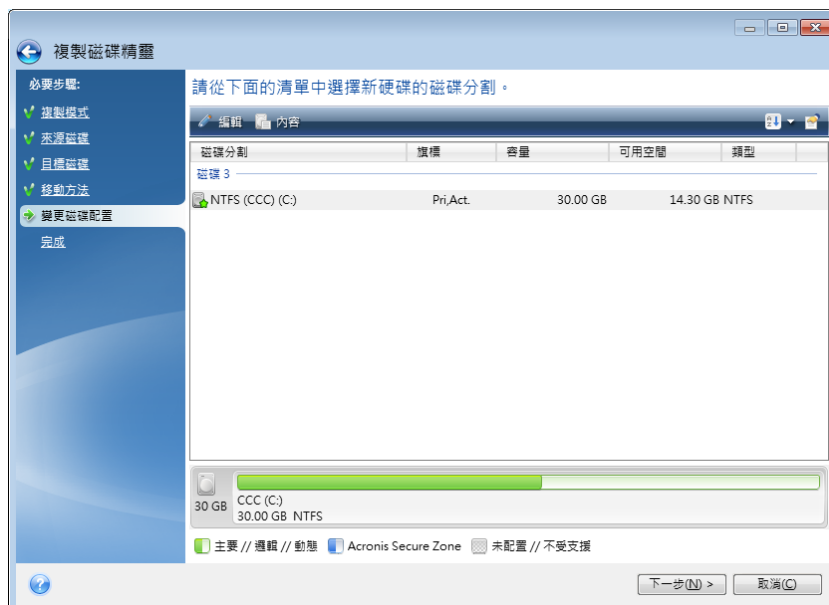 複製磁碟精靈
必要步驟:
複製模式
來源磁碟
目標磁碟
移動方法
變更磁碟配置
完成
請從下面的清單中選擇新硬碟的磁碟分割。
編輯 內容
磁碟分割 旗標 容量 可用空間 類型
磁碟 3
NTFS (CCC) (C:) Pri,Act. 30.00 GB 14.30 GB NTFS
30 GB
CCC (C:)
30.00 GB NTFS
主要 // 邏輯 // 動態 Acronis Secure Zone 未配置 // 不受支援
下一步(N) > 取消(C)